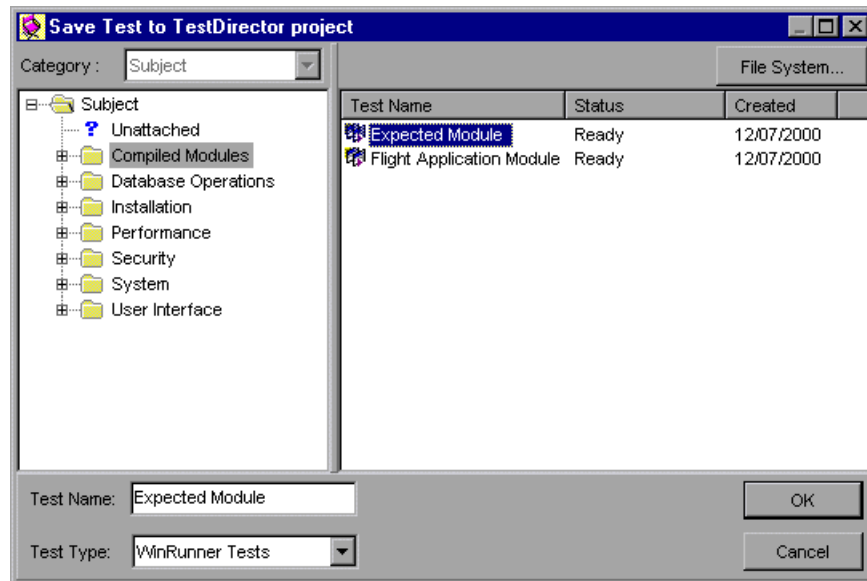 Save Test to TestDirector project
Category : Subject
File System...
Subject
? Unattached
Compiled Modules
Database Operations
Installation
Performance
Security
System
User Interface
Test Name Status Created
Expected Module Ready 12/07/2000
Flight Application Module Ready 12/07/2000
Test Name: Expected Module
OK
Test Type: WinRunner Tests
Cancel